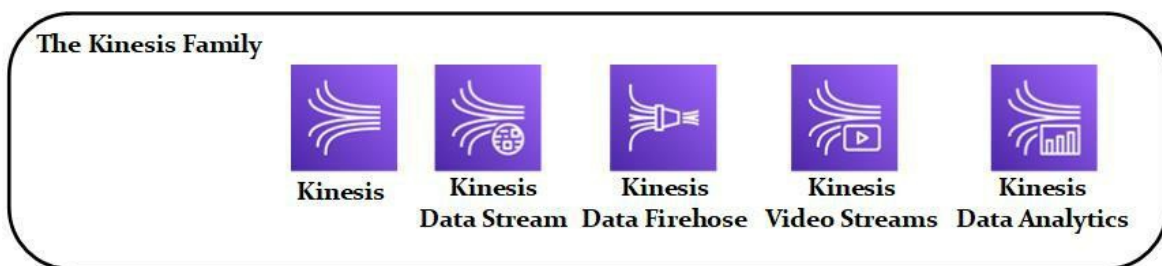 The Kinesis Family
Kinesis
Kinesis
Data Stream
Kinesis
Data Firehose
Kinesis
Video Streams
Kinesis
Data Analytics